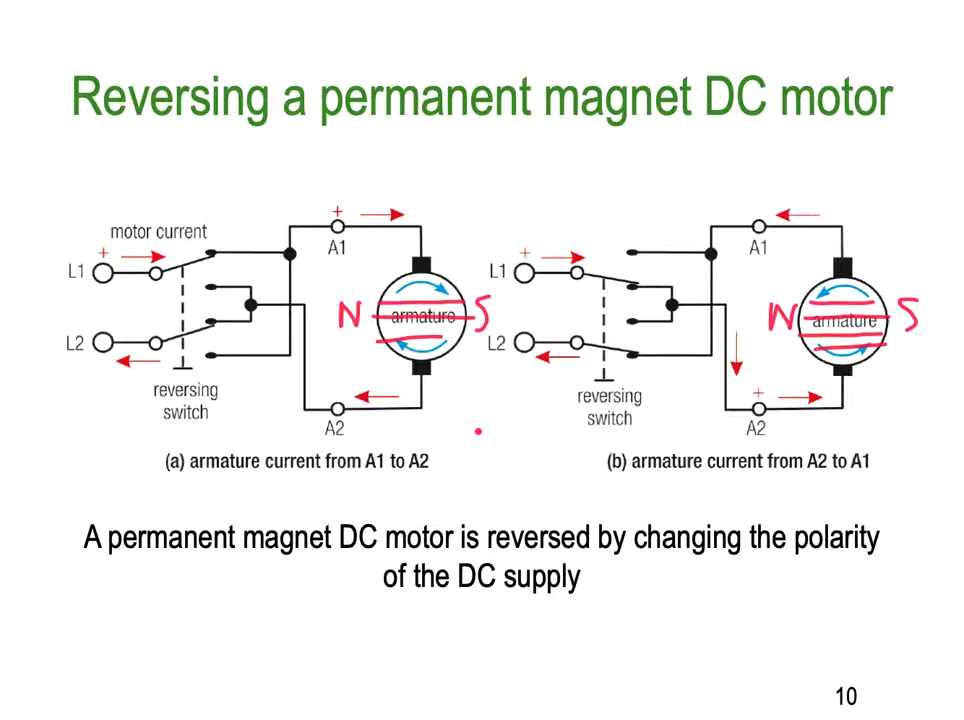 Reversing a permanent magnet DC motor
motor current
+
L1
L2
reversing
switch
+
A1
N
armature
S
A2
(a) armature current from A1 to A2
+
L1
L2
reversing
switch
A1
N
armature
S
+
A2
(b) armature current from A2 to A1
A permanent magnet DC motor is reversed by changing the polarity
of the DC supply
10